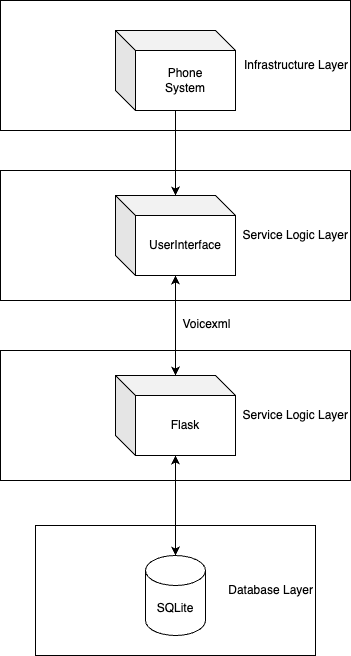 Phone
System
Infrastructure Layer
UserInterface
Service Logic Layer
Voicexml
Flask
Service Logic Layer
SQLite
Database Layer